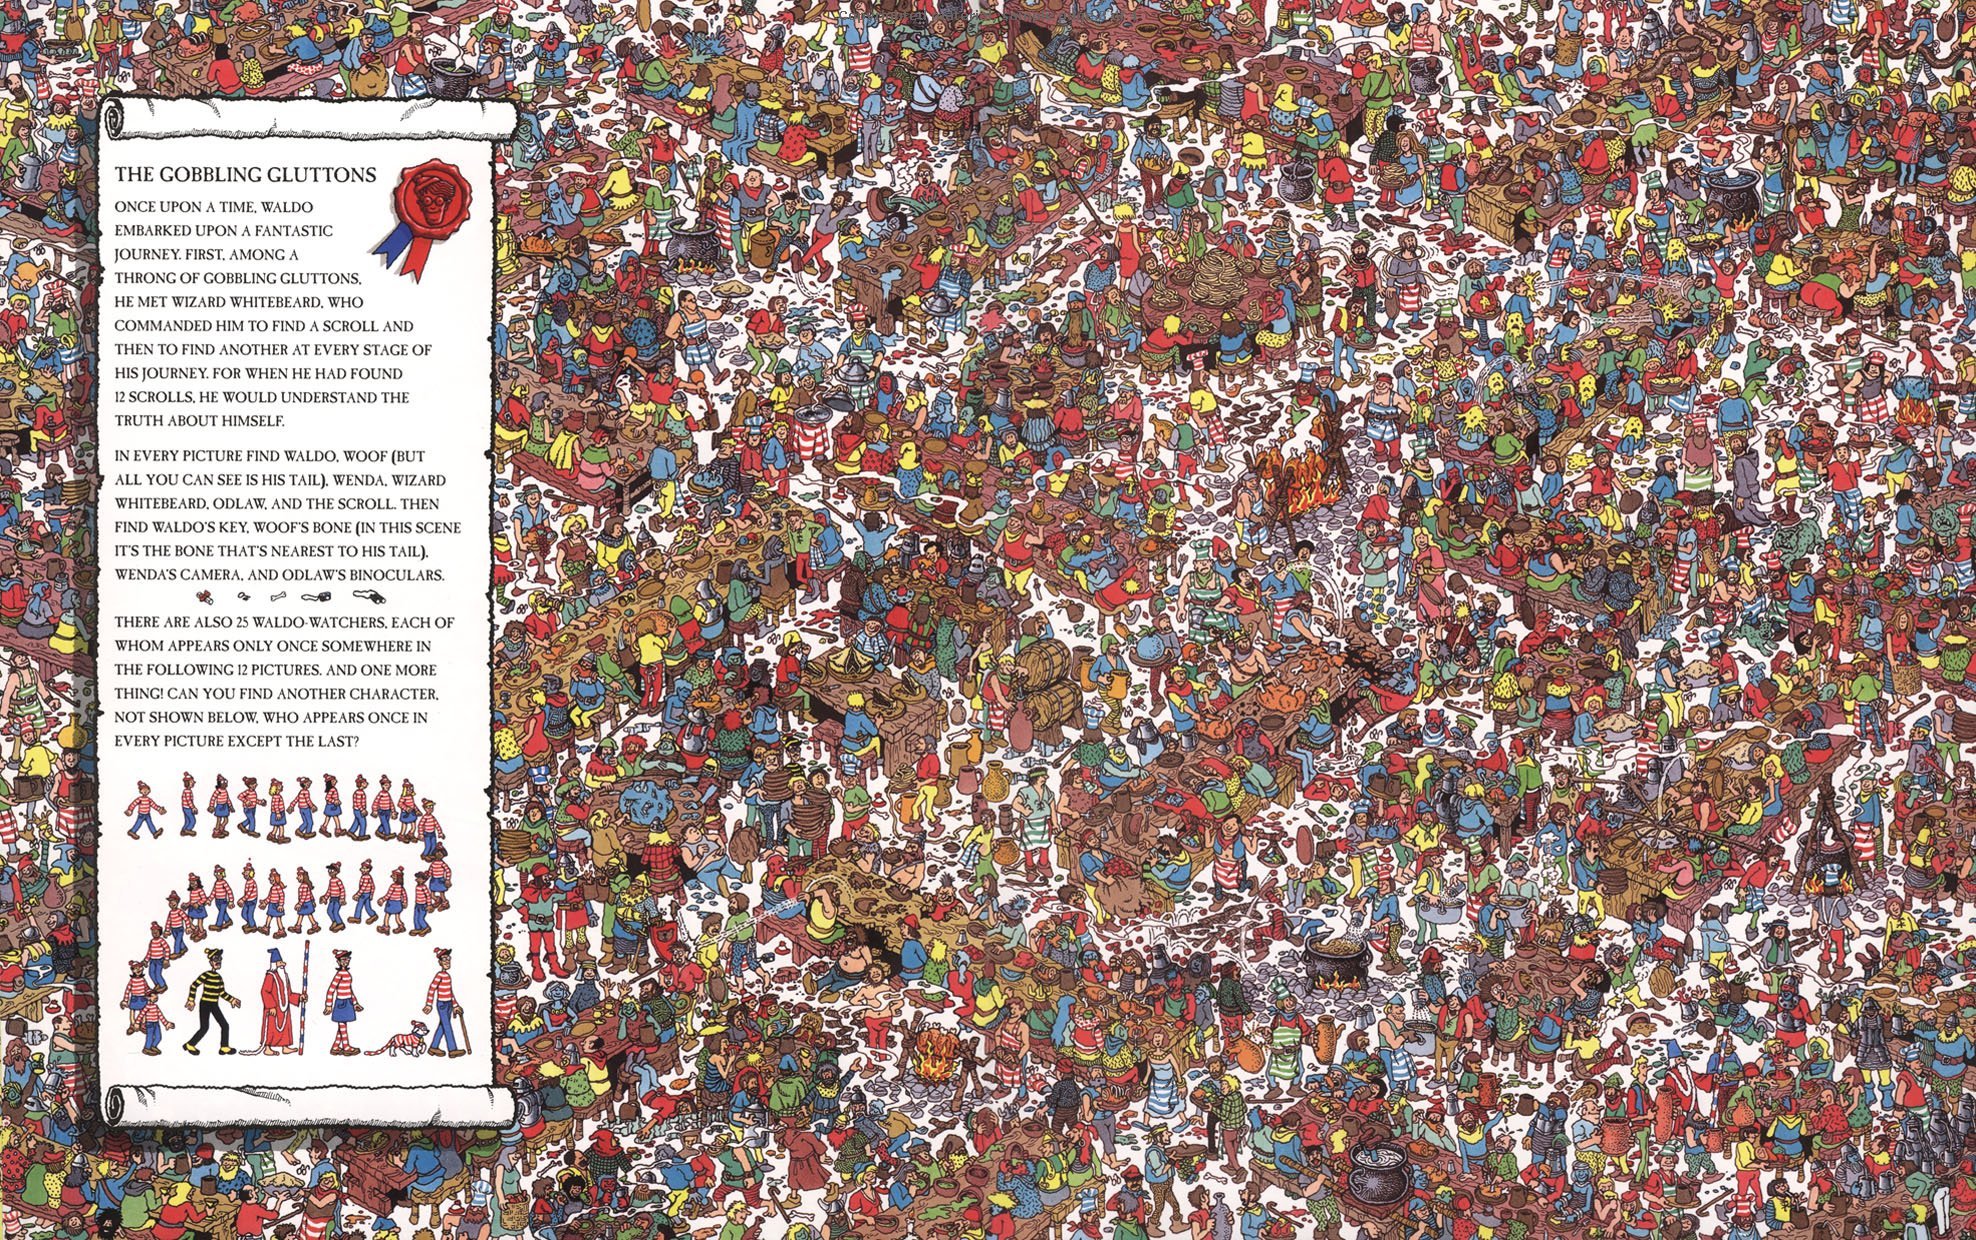 THE GOBBLING GLUTTONS
ONCE UPON A TIME, WALDO
EMBARKED UPON A FANTASTIC
JOURNEY. FIRST, AMONG A
THRONG OF GOBBLING GLUTTONS,
HE MET WIZARD WHITEBEARD, WHO
COMMANDED HIM TO FIND A SCROLL AND
THEN TO FIND ANOTHER AT EVERY STAGE OF
HIS JOURNEY. FOR WHEN HE HAD FOUND
12 SCROLLS, HE WOULD UNDERSTAND THE
TRUTH ABOUT HIMSELF.
IN EVERY PICTURE FIND WALDO, WOOF (BUT
ALL YOU CAN SEE IS HIS TAIL), WENDA, WIZARD
WHITEBEARD, ODLAW, AND THE SCROLL. THEN
FIND WALDO'S KEY, WOOF'S BONE (IN THIS SCENE
IT'S THE BONE THAT'S NEAREST TO HIS TAIL),
WENDA'S CAMERA, AND ODLAW'S BINOCULARS.
THERE ARE ALSO 25 WALDO-WATCHERS, EACH OF
WHOM APPEARS ONLY ONCE SOMEWHERE IN
THE FOLLOWING 12 PICTURES. AND ONE MORE
THING! CAN YOU FIND ANOTHER CHARACTER,
NOT SHOWN BELOW, WHO APPEARS ONCE IN
EVERY PICTURE EXCEPT THE LAST?